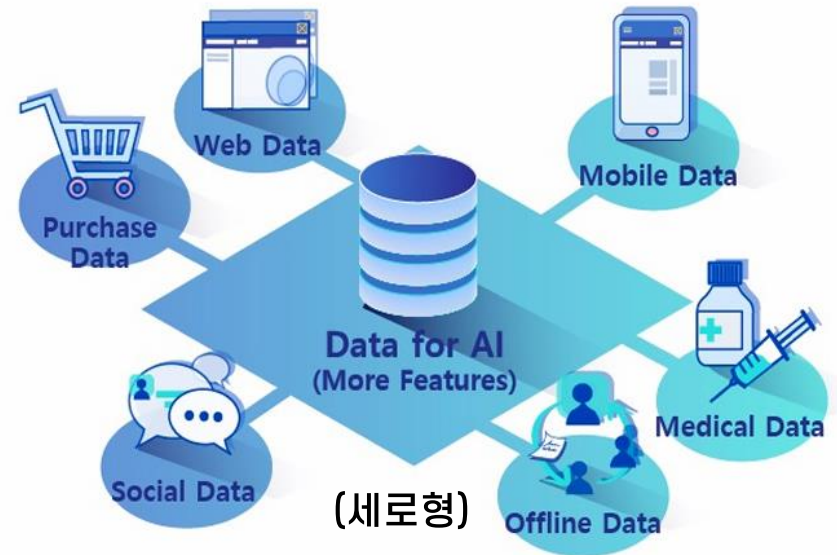 Web Data
Mobile Data
Purchase
Data
Data for AI
(More Features)
Medical Data
Social Data
(세로형)
Offline Data